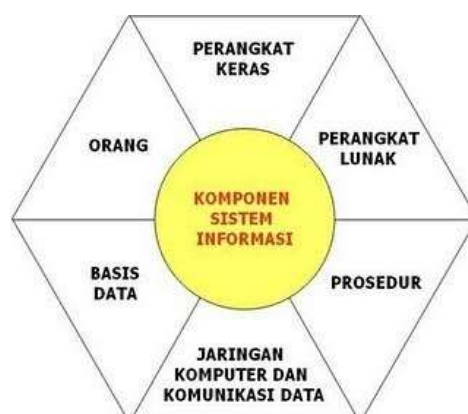 PERANGKAT
KERAS
PERANGKAT
LUNAK
PROSEDUR
JARINGAN
KOMPUTER DAN
KOMUNIKASI DATA
BASIS
DATA
ORANG
KOMPONEN
SISTEM
INFORMASI